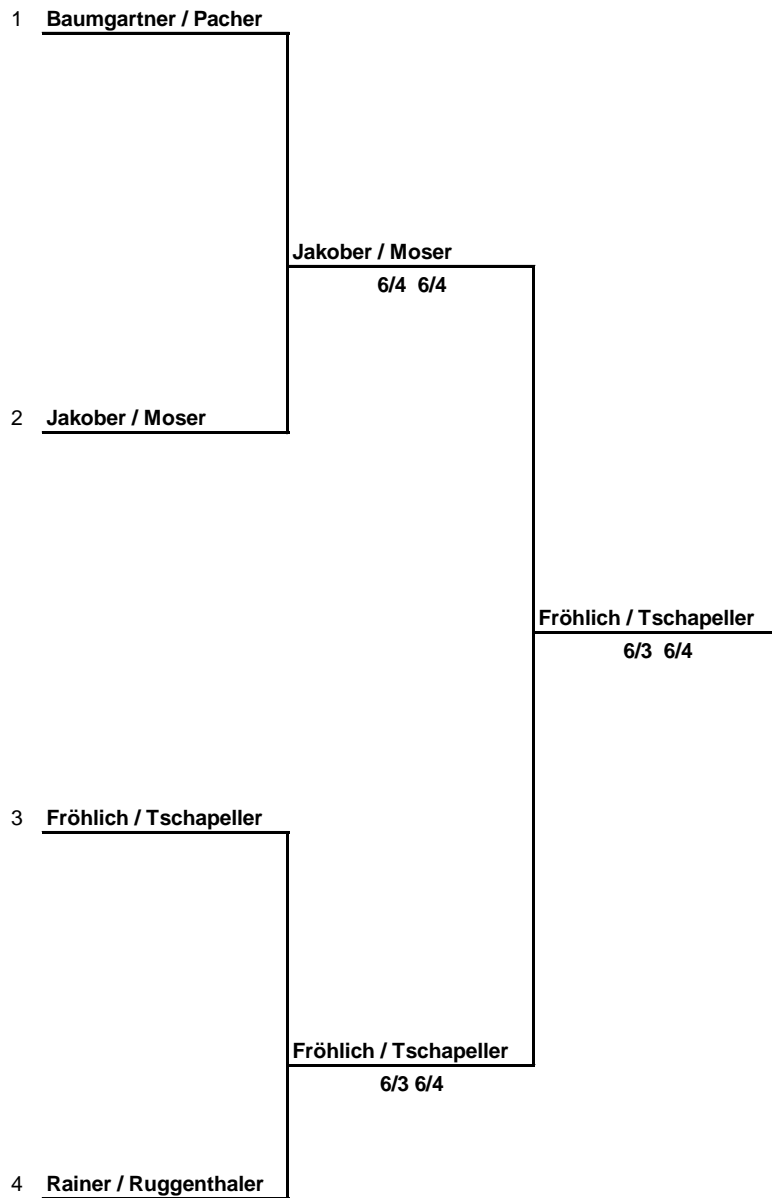 1 Baumgartner / Pacher
Jakober / Moser
6/4 6/4
2 Jakober / Moser
Fröhlich / Tschapeller
6/3 6/4
3 Fröhlich / Tschapeller
Fröhlich / Tschapeller
6/3 6/4
4 Rainer / Ruggenthaler